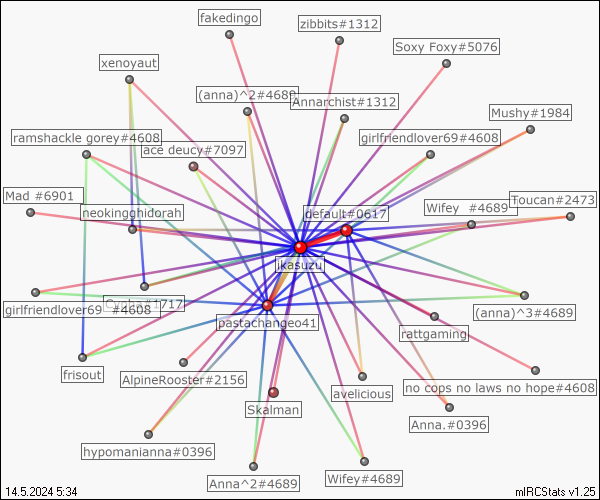 fakedingo
zibbits#1312
Soxy Foxy#5076
xenoyaut
(anna)^2#4689
Annarchist#1312
Mushy#1984
ramshackle gorey#4608
ace deucy#7097
girlfriendlover69#4608
Mad #6901
neokingghidorah
default#0617
Wifey   #4689
Toucan#2473
ikasuzu
girlfriendlover69   #4608
#1717
pastachange041
(anna)^3#4689
rattgaming
frisout
AlpineRooster#2156
avelicious
no cops no laws no hope#4608
Skalman
Anna.#0396
hypomanianna#0396
Anna^2#4689
Wifey#4689
14.5.2024 5:34
mIRCStats v1.25